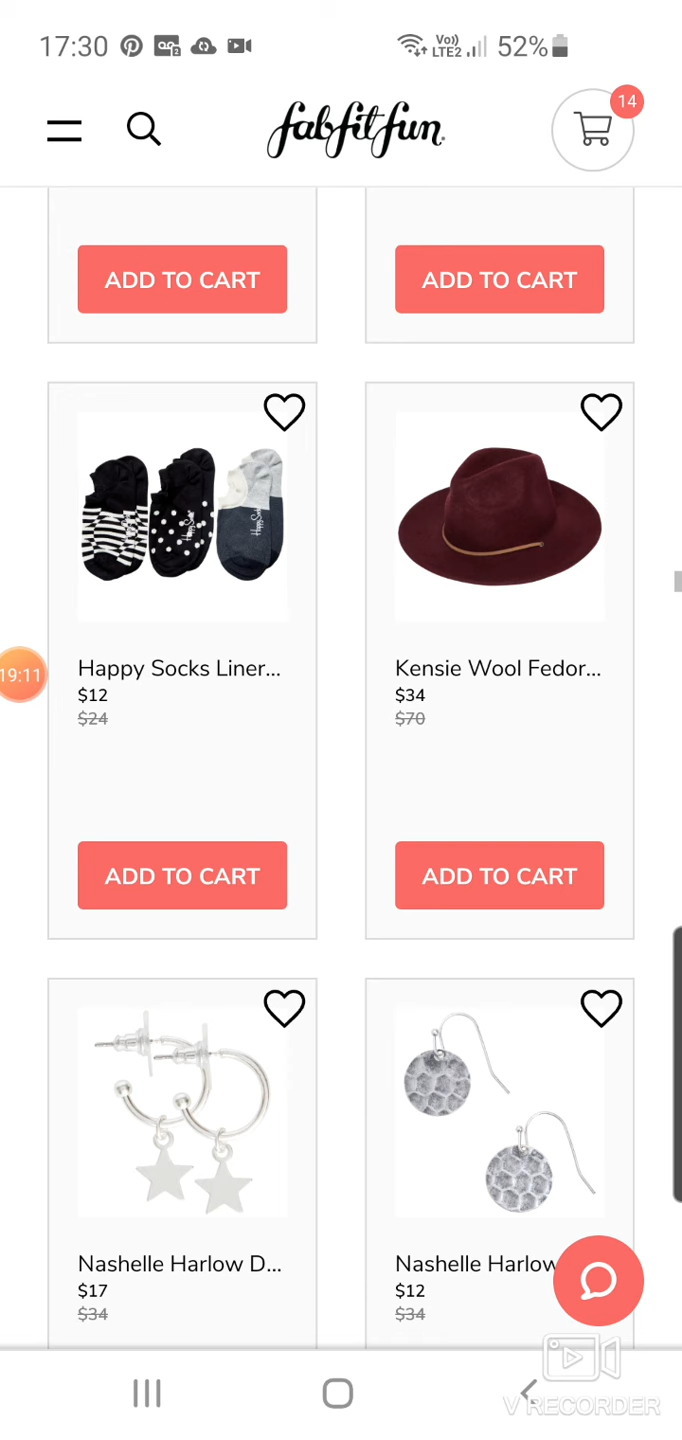 17:30
Vo)) LTE2 52%
fabfitfun
14
ADD TO CART ADD TO CART
Happy Socks Liner... Kensie Wool Fedor...
$12 $34
$24 $70
19:11
ADD TO CART ADD TO CART
Nashelle Harlow D... Nashelle Harlow
$17 $12
$34 $34
V RECORDER